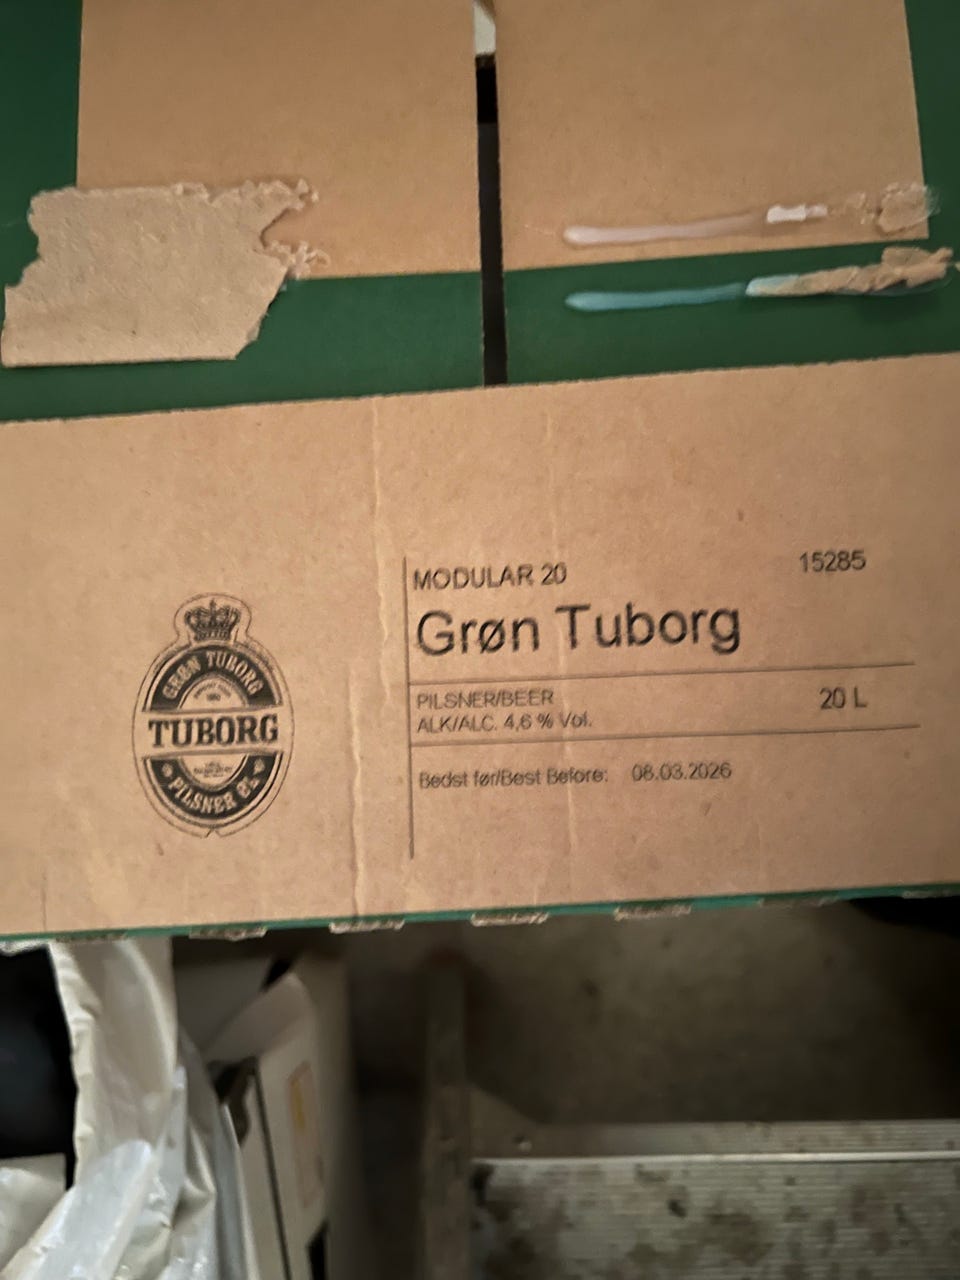 MODULAR 20
15285
Grøn Tuborg
PILSNER/BEER
20 L
ALK/ALC. 4,6 % Vol.
Bedst før/Best Before: 08.03.2026
GRØN TUBORG
TUBORG
PILSNER ØL